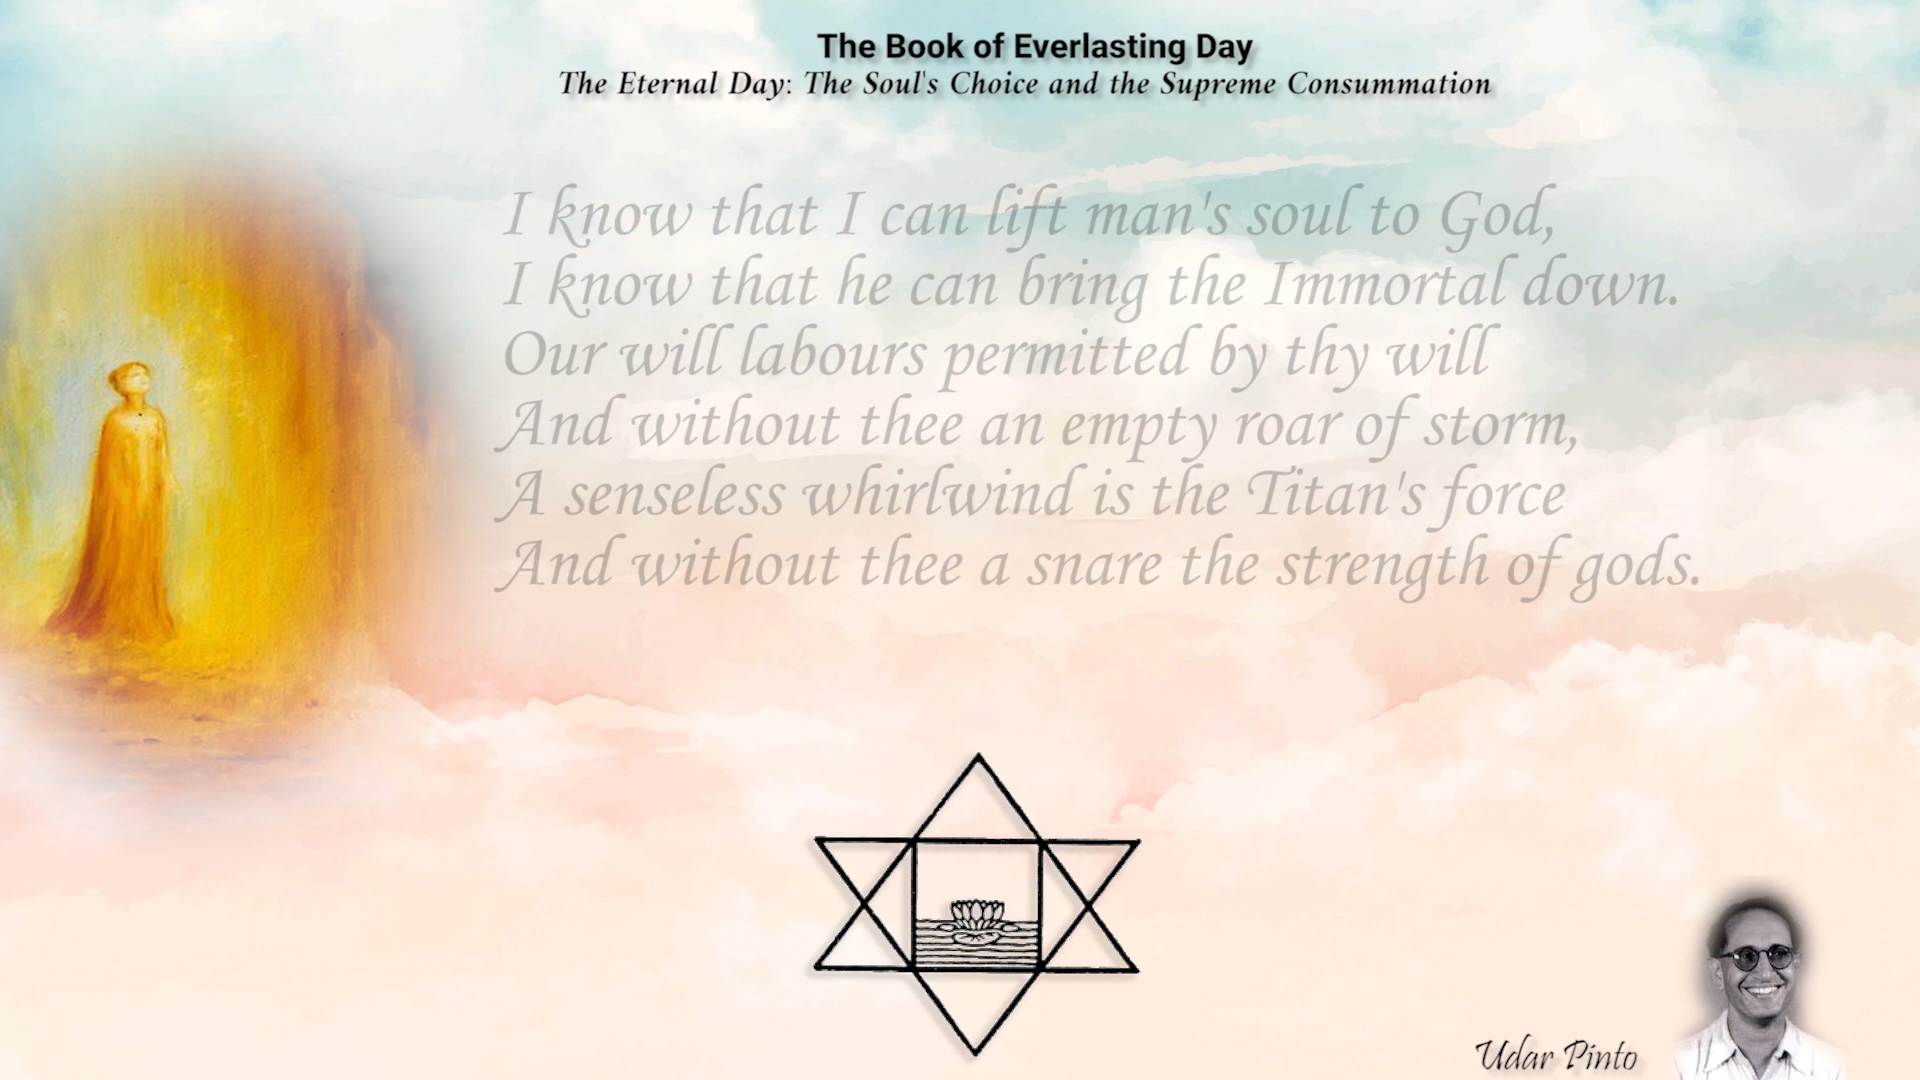 The Book of Everlasting Day
The Eternal Day: The Soul's Choice and the Supreme Consummation
I know that I can lift man's soul to God,
I know that he can bring the Immortal down.
Our will labours permitted by thy will
And without thee an empty roar of storm,
A senseless whirlwind is the Titan's force
And without thee a snare the strength of gods.
Udar Pinto